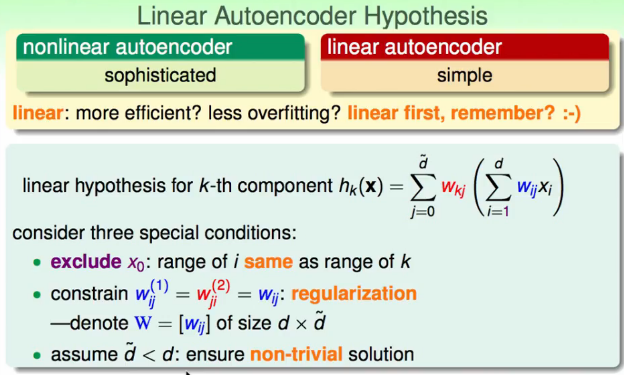 Linear Autoencoder Hypothesis
nonlinear autoencoder
sophisticated
linear autoencoder
simple
linear: more efficient? less overfitting? linear first, remember? :-)
linear hypothesis for k-th component h_k(x) = \sum_{j=0}^{\tilde{d}} w_{kj} \left( \sum_{i=1}^{d} w_{ij} x_i \right)
consider three special conditions:
• exclude x_0: range of i same as range of k
• constrain w_{ij}^{(1)} = w_{ji}^{(2)} = w_{ij}: regularization
—denote W = [w_{ij}] of size d × \tilde{d}
• assume \tilde{d} < d: ensure non-trivial solution